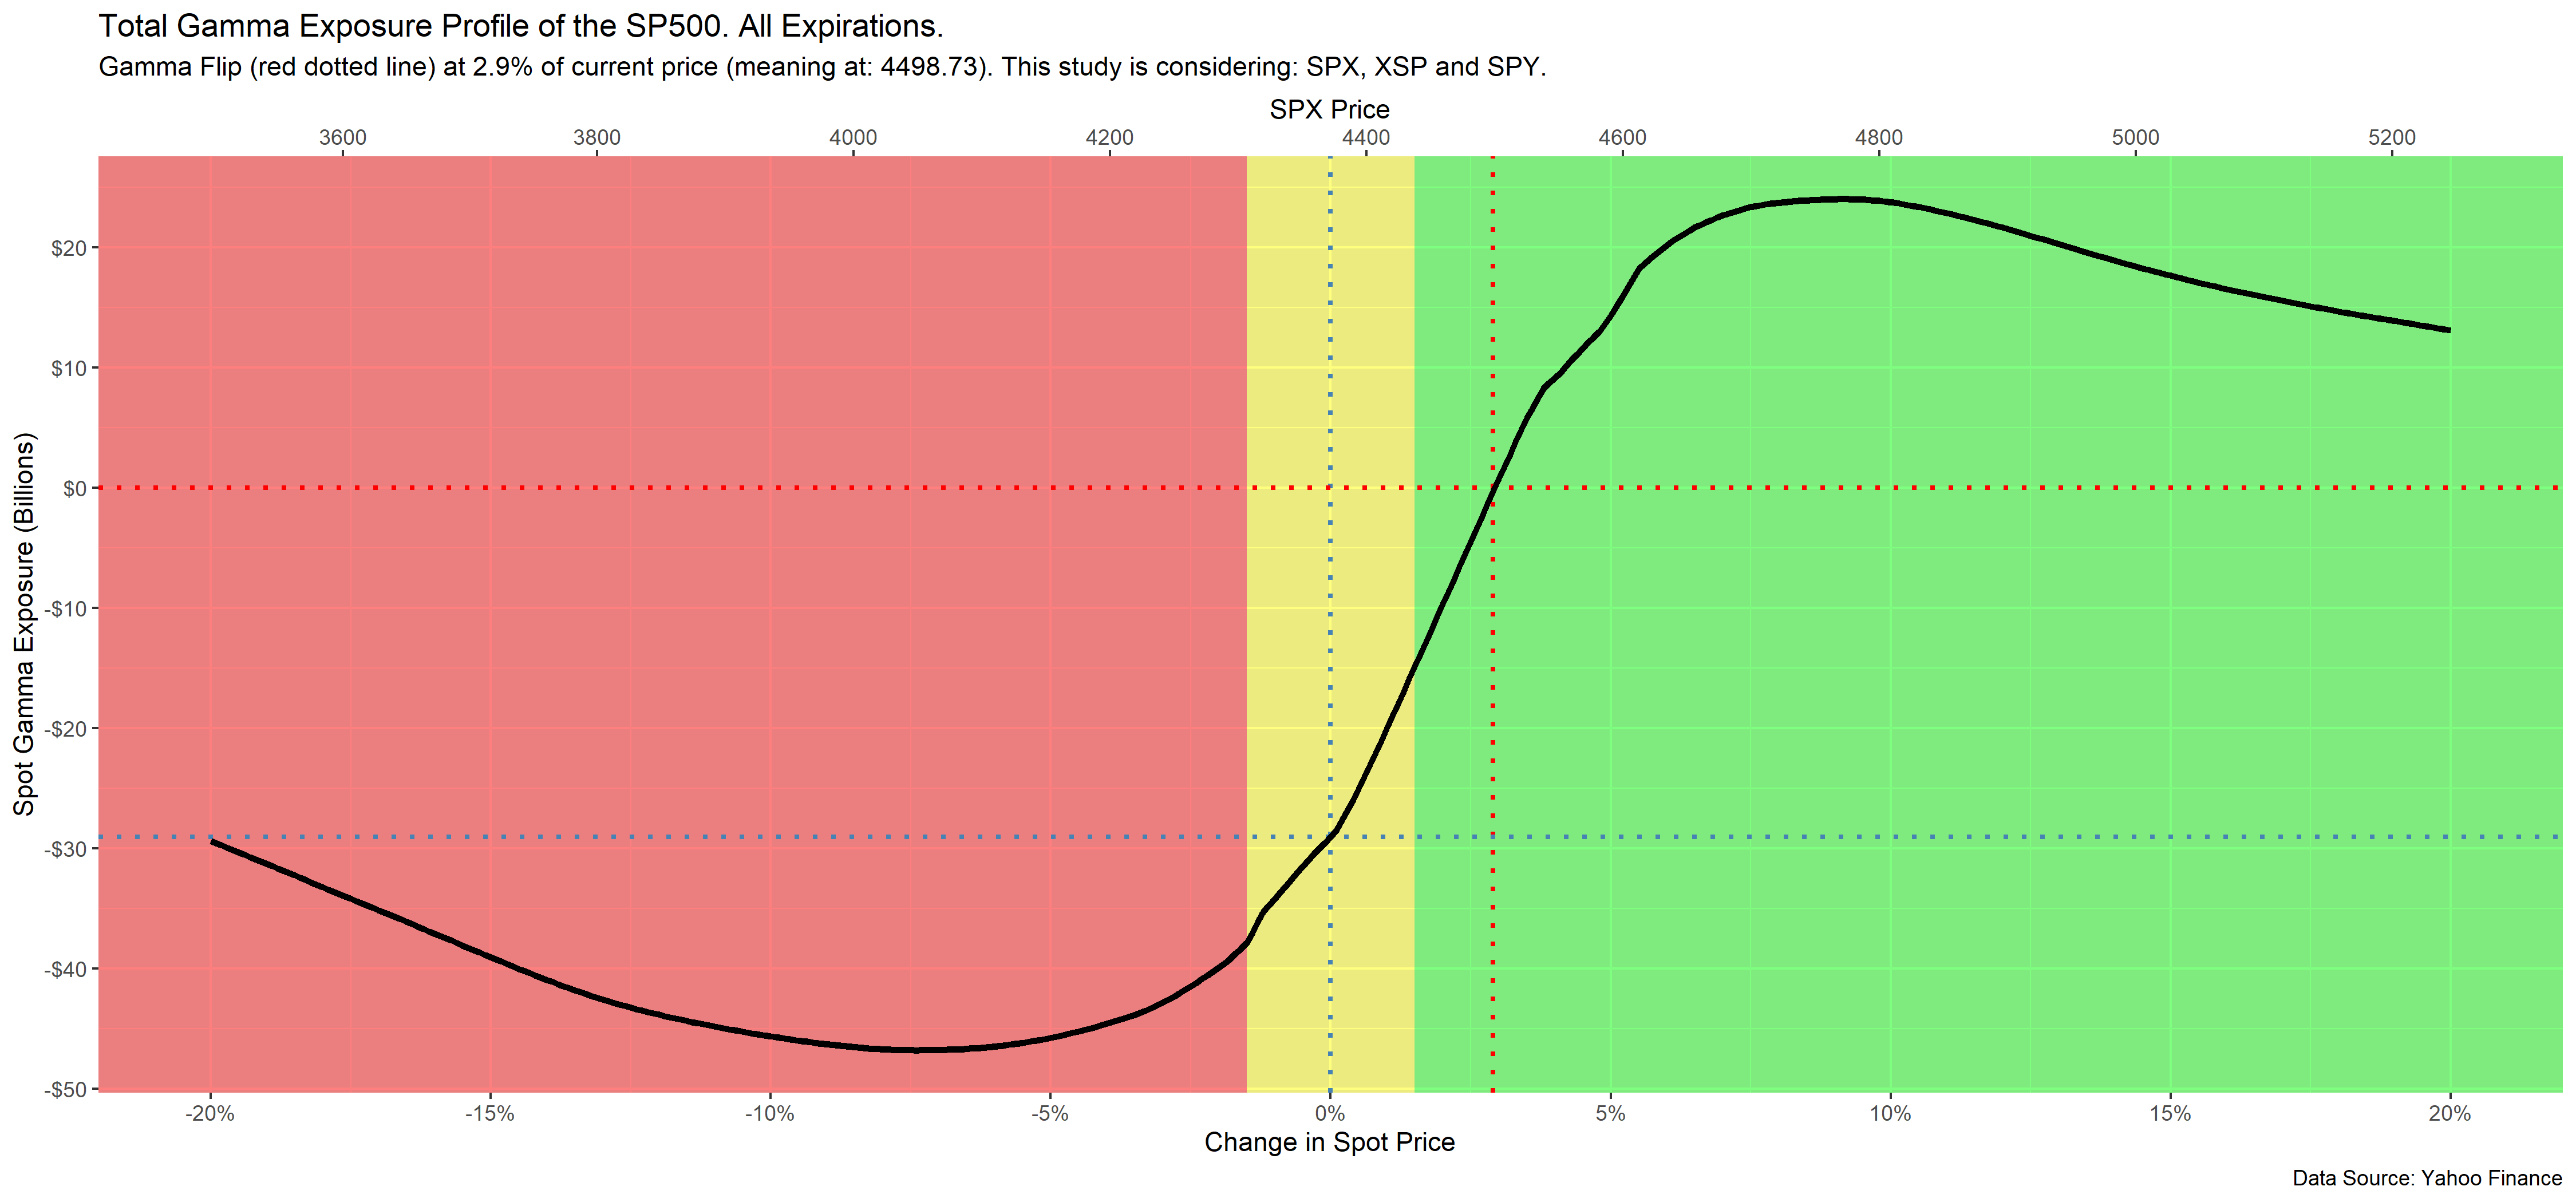 Total Gamma Exposure Profile of the SP500. All Expirations.
Gamma Flip (red dotted line) at 2.9% of current price (meaning at: 4498.73). This study is considering: SPX, XSP and SPY.
SPX Price
3600 3800 4000 4200 4400 4600 4800 5000 5200
Spot Gamma Exposure (Billions)
$20
$10
$0
-$10
-$20
-$30
-$40
-$50
-20% -15% -10% -5% 0% 5% 10% 15% 20%
Change in Spot Price
Data Source: Yahoo Finance